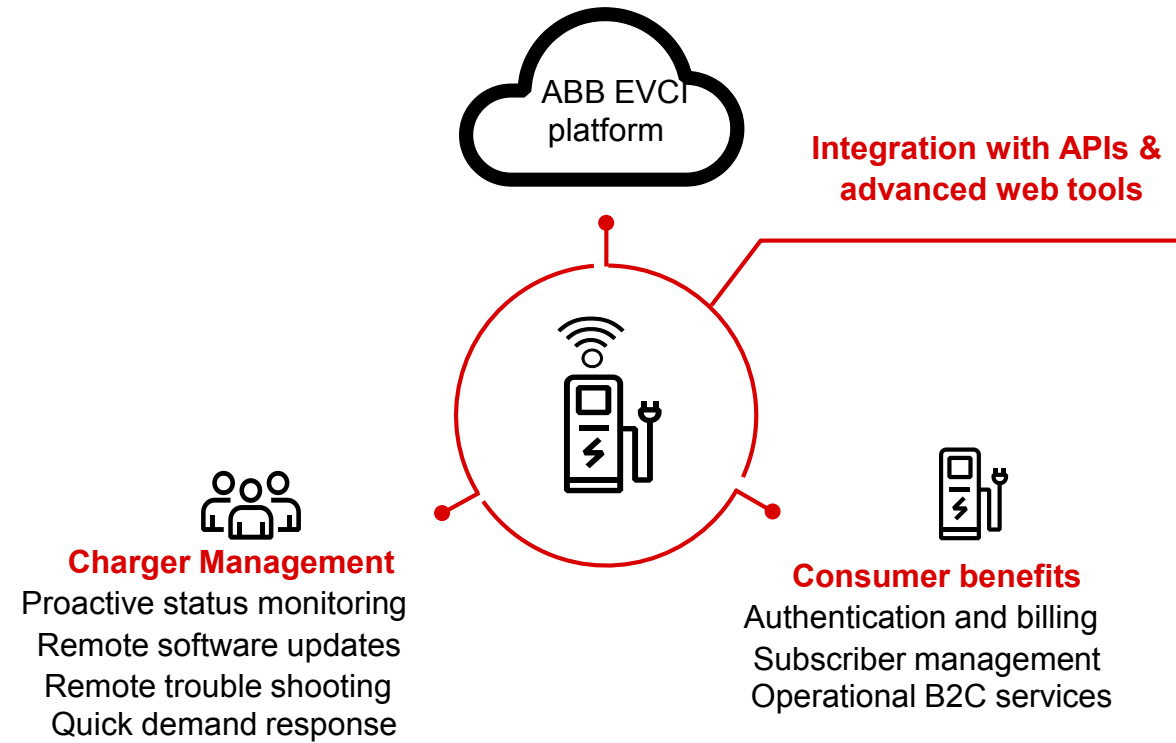 ABB EVCI
platform
Integration with APIs &
advanced web tools
Charger Management
Proactive status monitoring
Remote software updates
Remote trouble shooting
Quick demand response
Consumer benefits
Authentication and billing
Subscriber management
Operational B2C services